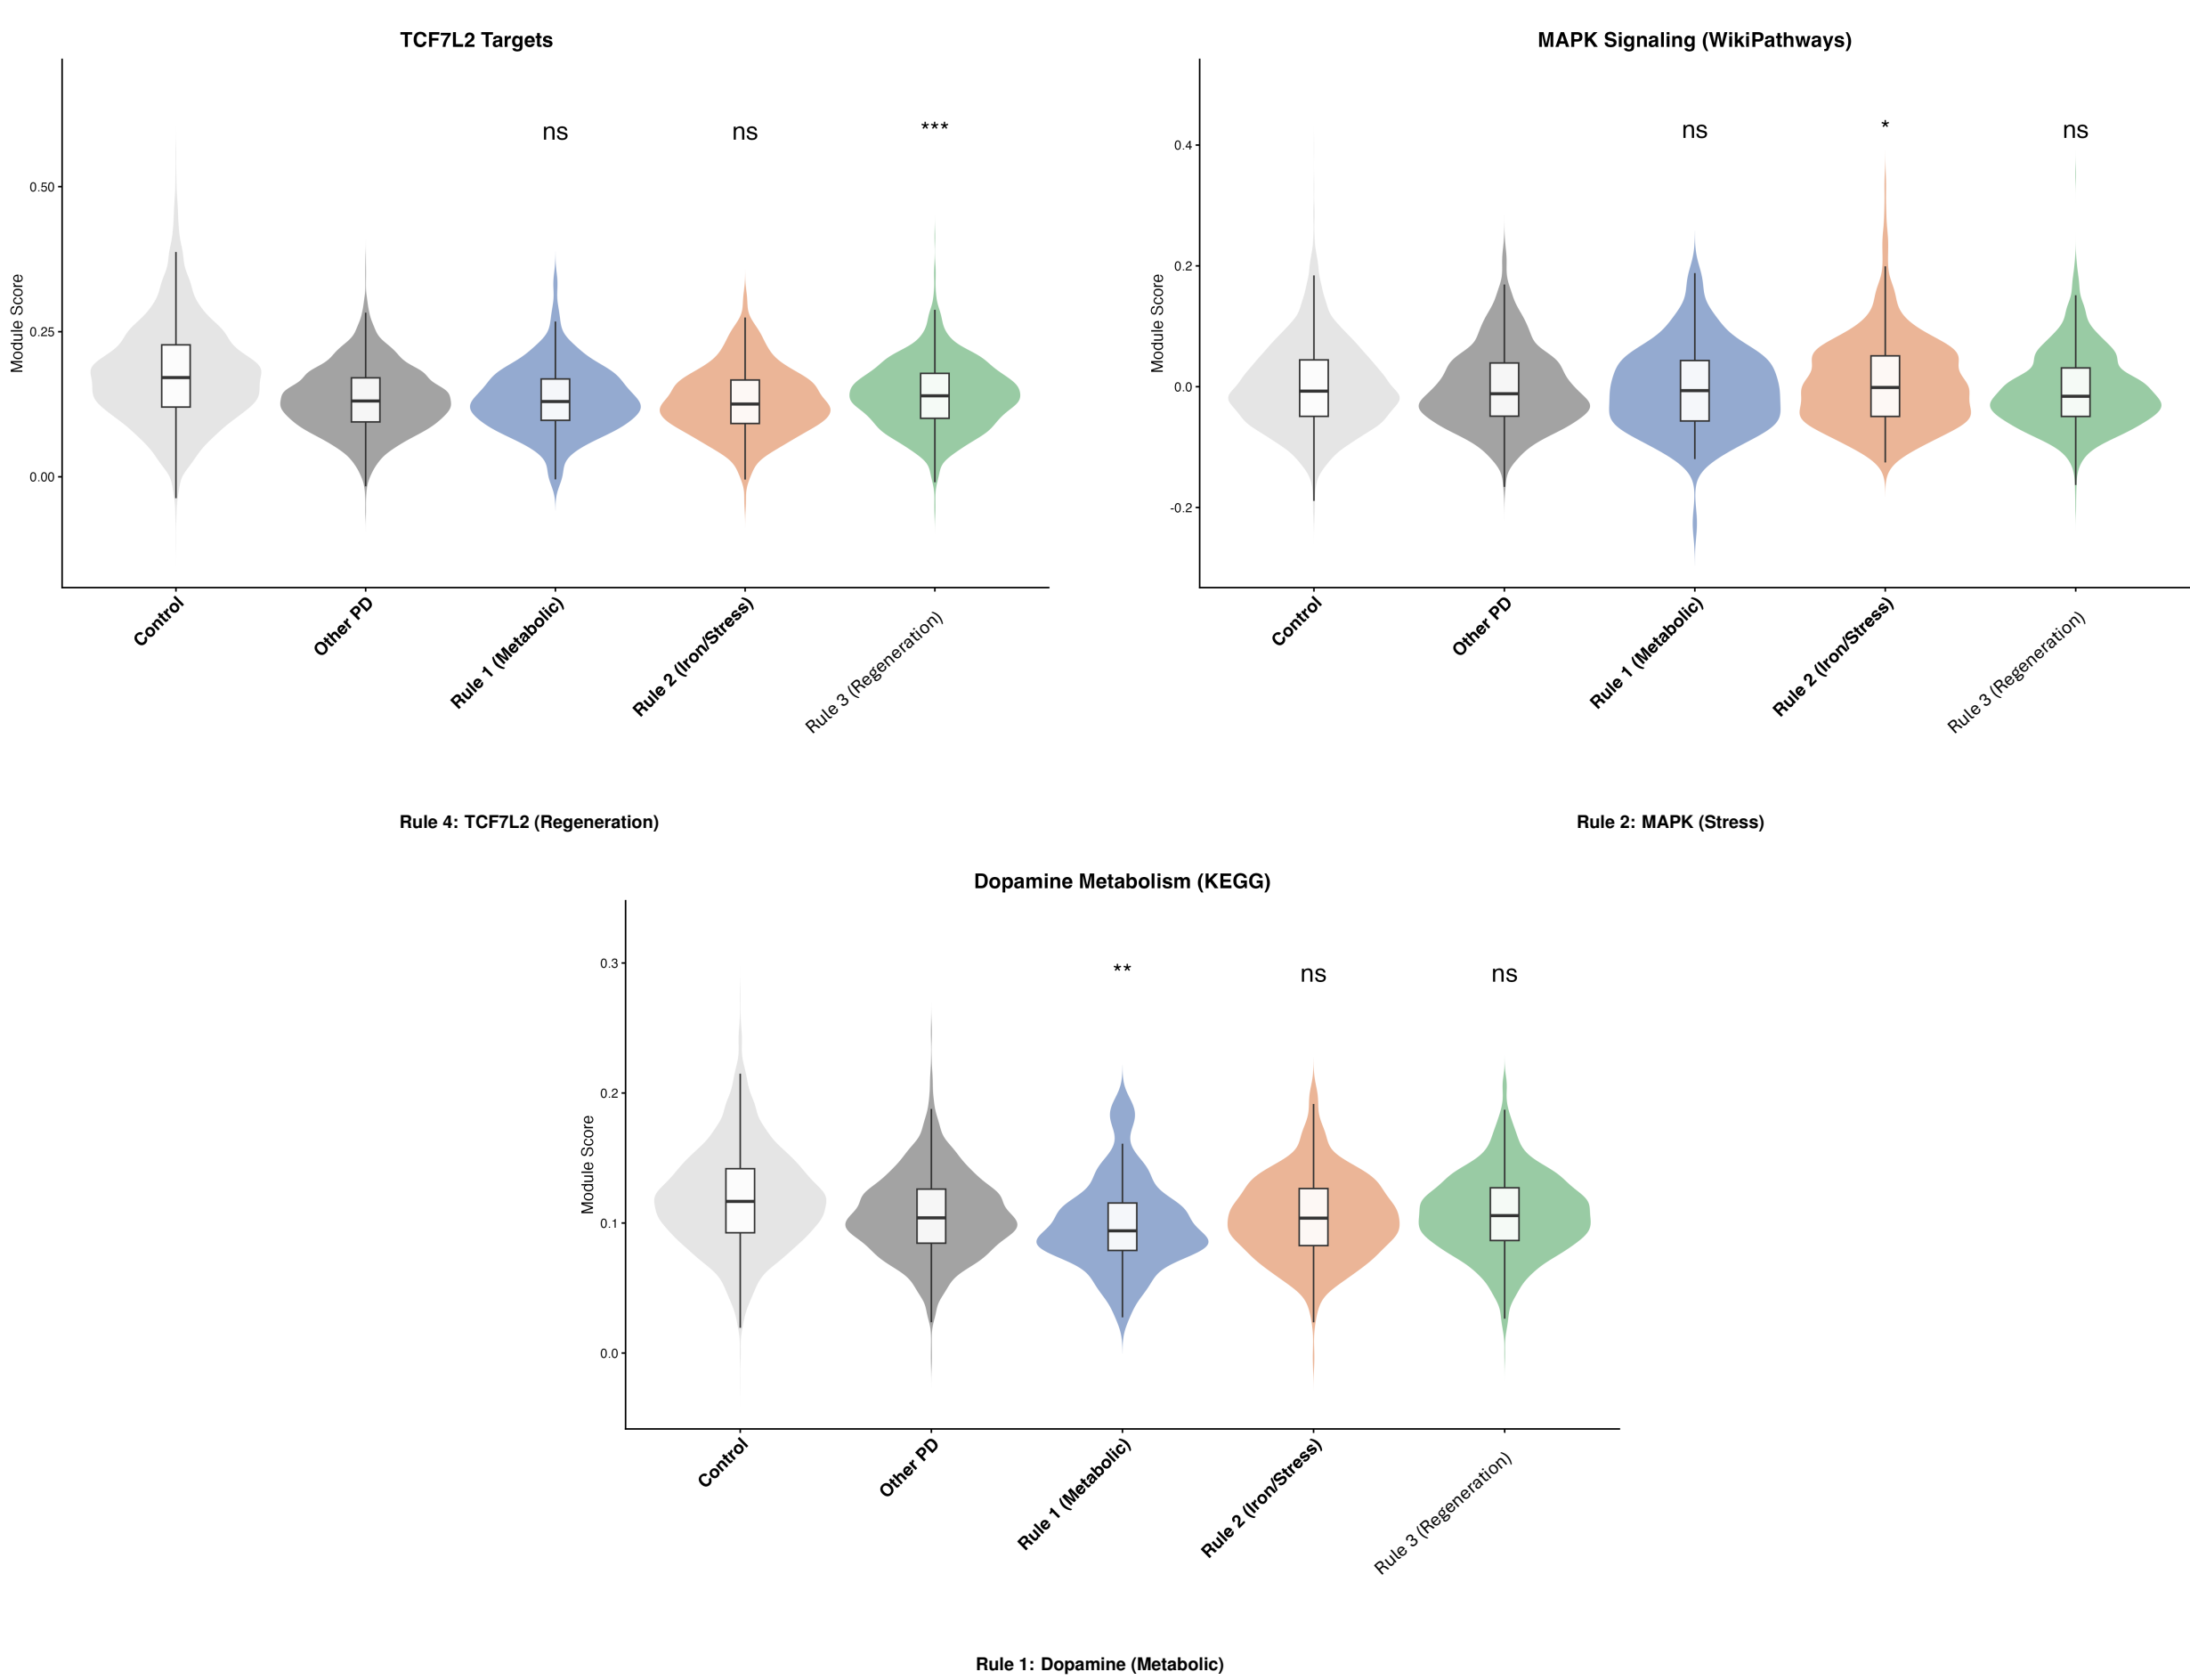 TCF7L2 Targets
Module Score
0.50
0.25
0.00
ns
ns
***
Control
Other PD
Rule 1 (Metabolic)
Rule 2 (Iron/Stress)
Rule 3 (Regeneration)
Rule 4: TCF7L2 (Regeneration)
MAPK Signaling (WikiPathways)
Module Score
0.4
0.2
0.0
-0.2
ns
*
ns
Control
Other PD
Rule 1 (Metabolic)
Rule 2 (Iron/Stress)
Rule 3 (Regeneration)
Rule 2: MAPK (Stress)
Dopamine Metabolism (KEGG)
Module Score
0.3
0.2
0.1
0.0
**
ns
ns
Control
Other PD
Rule 1 (Metabolic)
Rule 2 (Iron/Stress)
Rule 3 (Regeneration)
Rule 1: Dopamine (Metabolic)